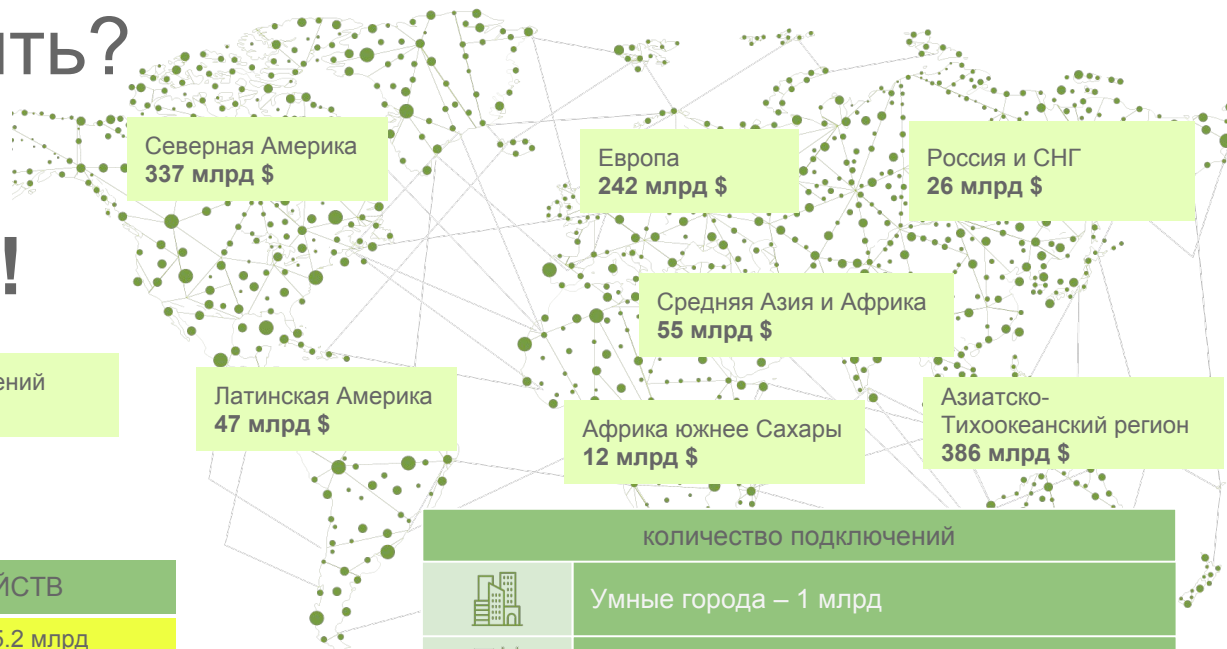 ить?
Северная Америка
337 млрд $
Европа
242 млрд $
Россия и СНГ
26 млрд $
!
Средняя Азия и Африка
55 млрд $
ений
Латинская Америка
47 млрд $
Африка южнее Сахары
12 млрд $
Азиатско-
Тихоокеанский регион
386 млрд $
количество подключений
ЙСТВ
Умные города – 1 млрд
5.2 млрд